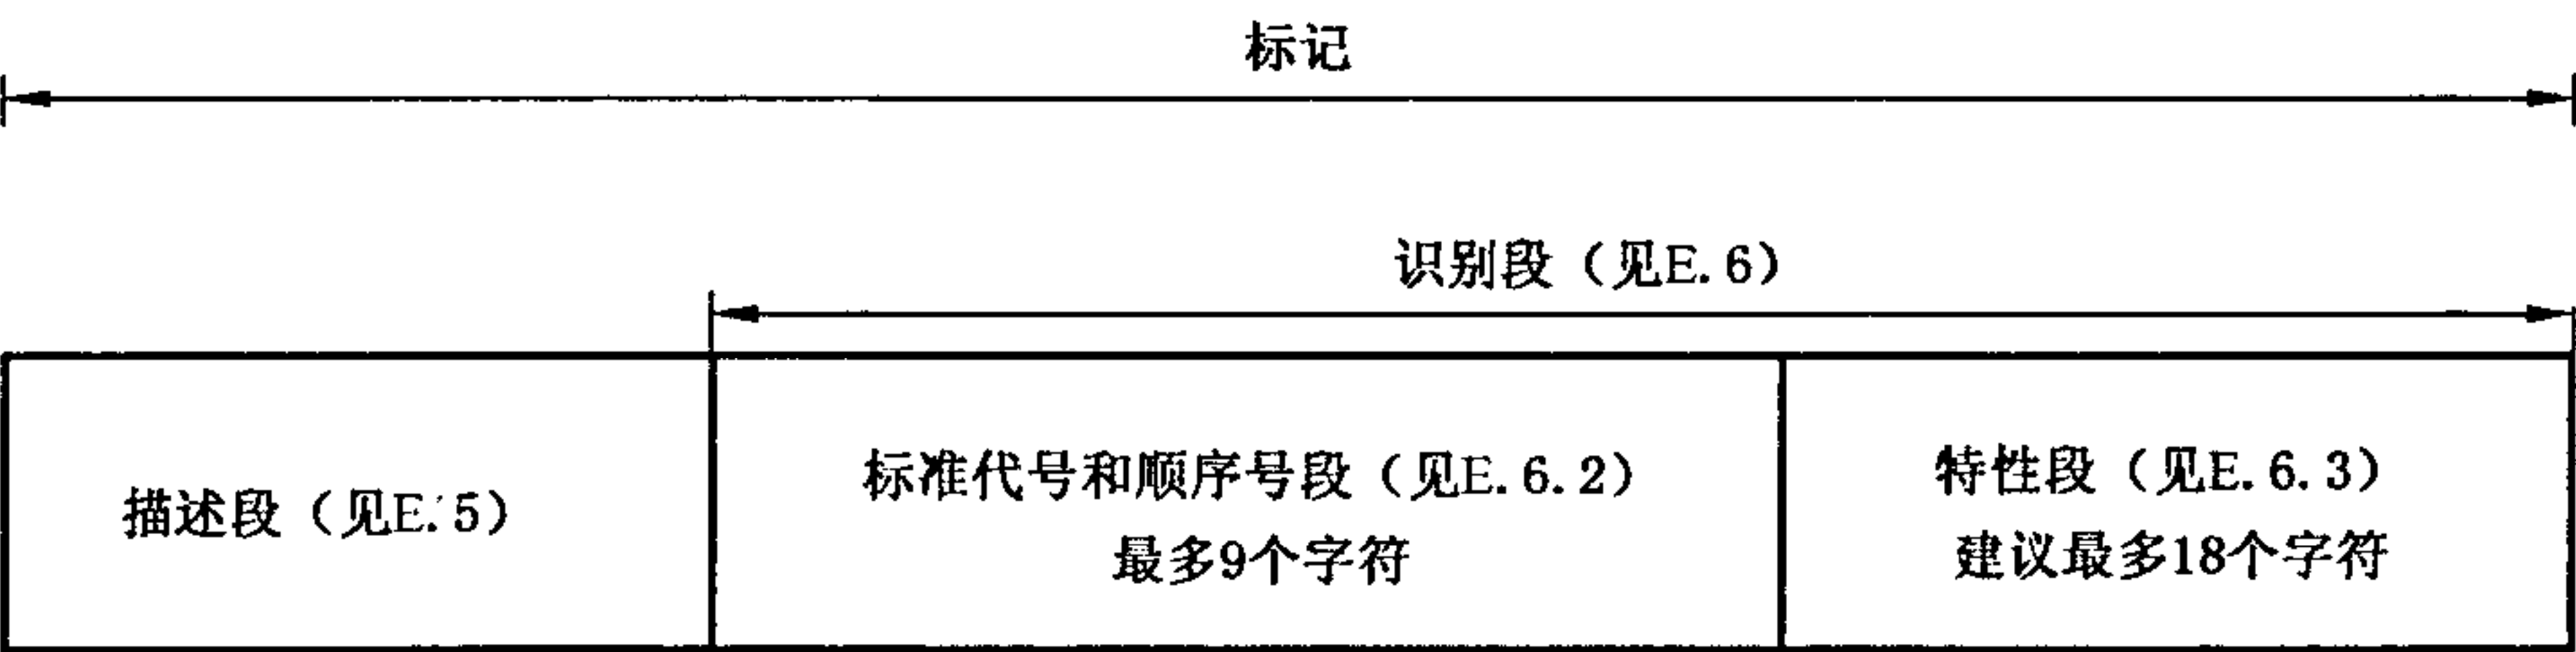 标记
识别段（见E.6）
描述段（见E.5）
标准代号和顺序号段（见E.6.2）
最多9个字符
特性段（见E.6.3）
建议最多18个字符